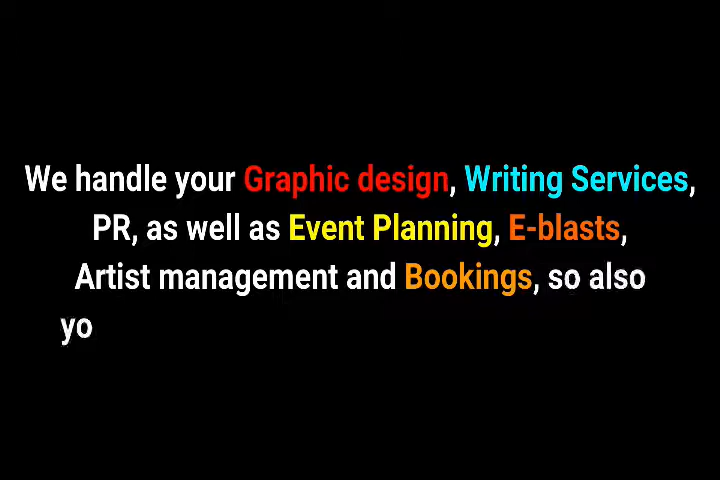 We handle your Graphic design, Writing Services,
PR, as well as Event Planning, E-blasts,
Artist management and Bookings, so also
yo